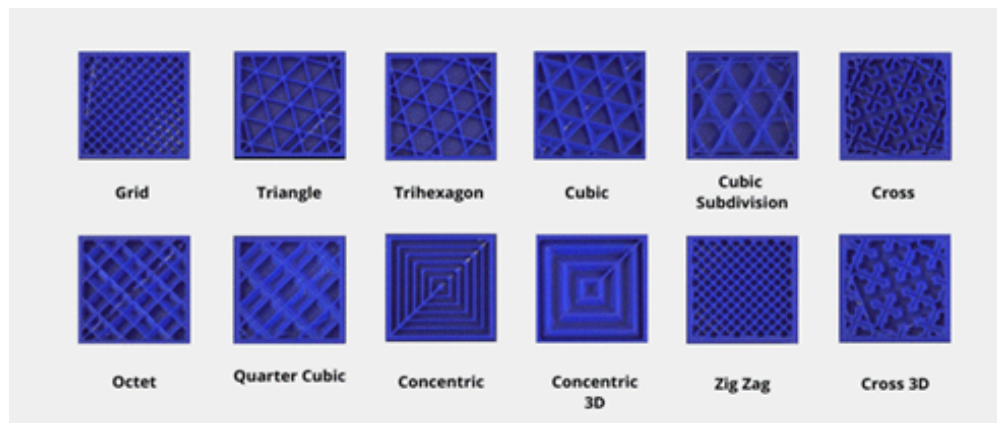 Grid
Triangle
Trihexagon
Cubic
Cubic
Subdivision
Cross
Octet
Quarter Cubic
Concentric
Concentric
3D
Zig Zag
Cross 3D